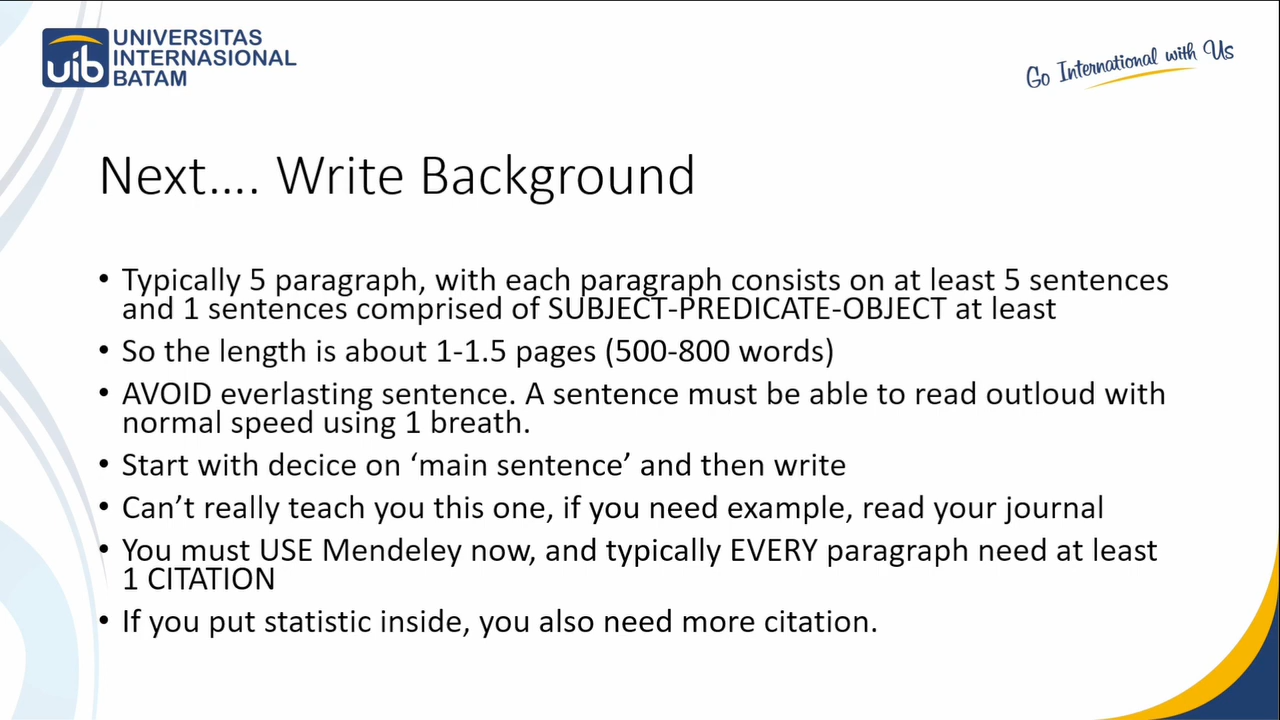 UNIVERSITAS
INTERNASIONAL
BATAM
uib
Go International with Us
Next.... Write Background
• Typically 5 paragraph, with each paragraph consists on at least 5 sentences
and 1 sentences comprised of SUBJECT-PREDICATE-OBJECT at least
• So the length is about 1-1.5 pages (500-800 words)
• AVOID everlasting sentence. A sentence must be able to read outloud with
normal speed using 1 breath.
• Start with decice on ‘main sentence’ and then write
• Can’t really teach you this one, if you need example, read your journal
• You must USE Mendeley now, and typically EVERY paragraph need at least
1 CITATION
• If you put statistic inside, you also need more citation.